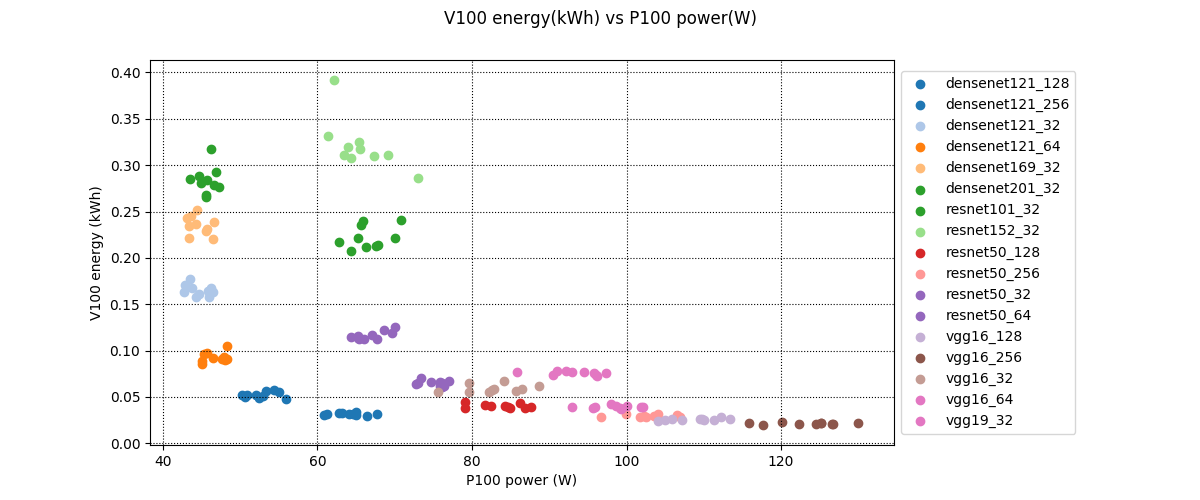 V100 energy(kWh) vs P100 power(W)
V100 energy (kWh)
0.40
0.35
0.30
0.25
0.20
0.15
0.10
0.05
0.00
40 60 80 100 120
P100 power (W)
densenet121_128
densenet121_256
densenet121_32
densenet121_64
densenet169_32
densenet201_32
resnet101_32
resnet152_32
resnet50_128
resnet50_256
resnet50_32
resnet50_64
vgg16_128
vgg16_256
vgg16_32
vgg16_64
vgg19_32